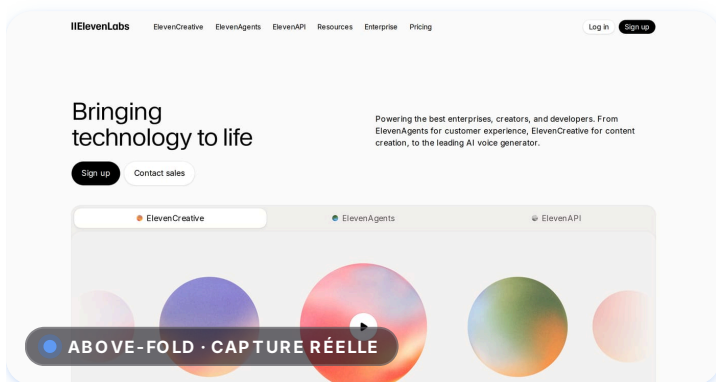 IIElevenLabs
ElevenCreative ElevenAgents ElevenAPI Resources Enterprise Pricing
Log in Sign up
Bringing
technology to life
Powering the best enterprises, creators, and developers. From
ElevenAgents for customer experience, ElevenCreative for content
creation, to the leading AI voice generator.
Sign up Contact sales
ElevenCreative ElevenAgents ElevenAPI
ABOVE-FOLD · CAPTURE RÉELLE